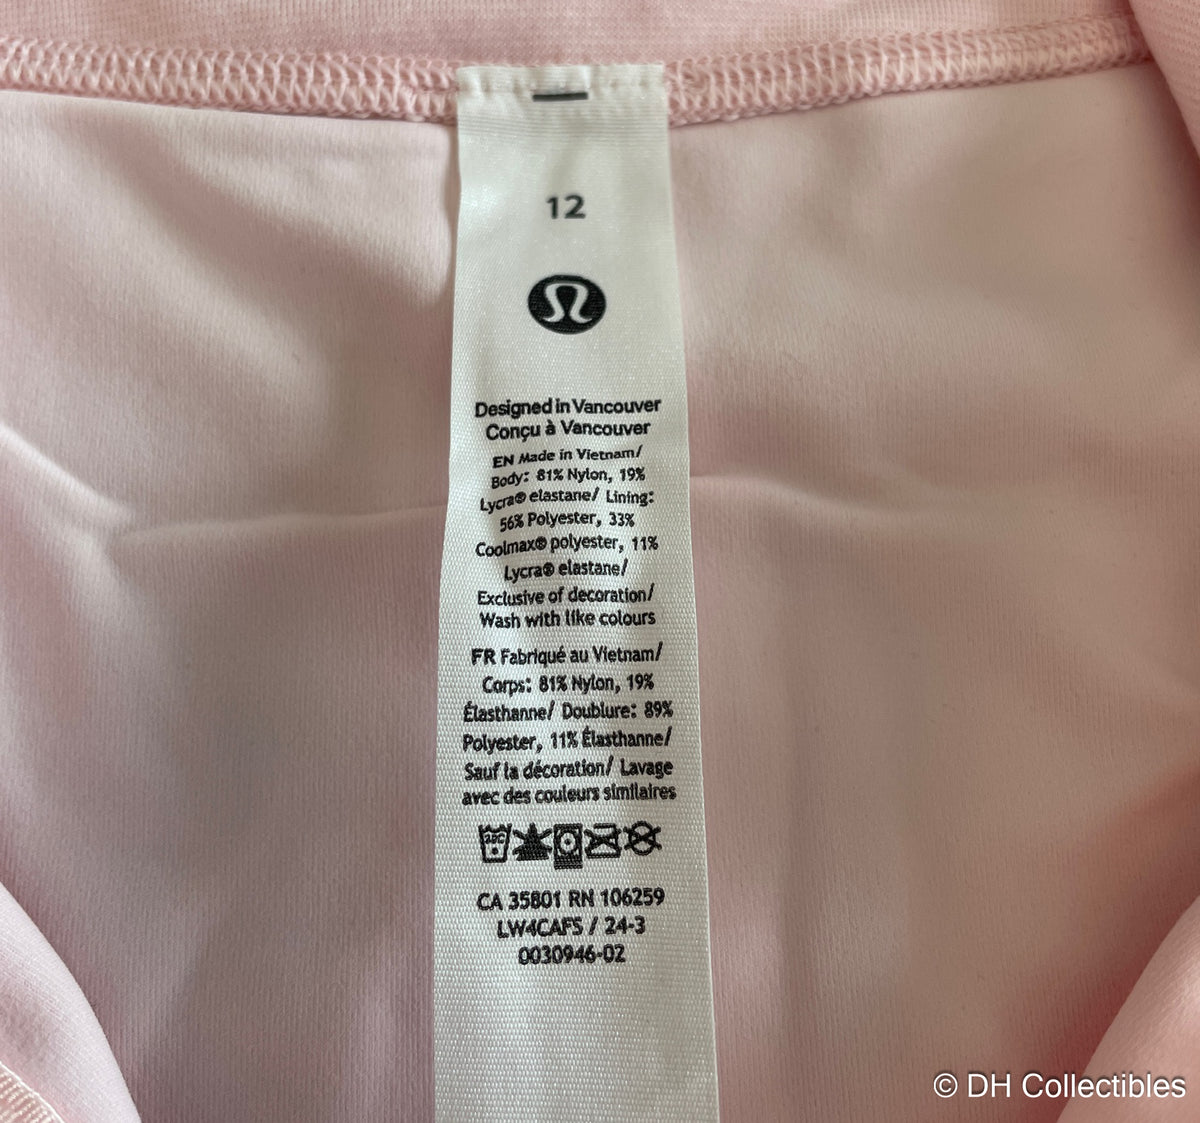 12
Designed in Vancouver
Conçu à Vancouver
EN Made in Vietnam/
Body: 81% Nylon, 19%
Lycra® elastane/ Lining:
56% Polyester, 33%
Coolmax® polyester, 11%
Lycra® elastane/
Exclusive of decoration/
Wash with like colours
FR Fabriqué au Vietnam/
Corps: 81% Nylon, 19%
Élasthanne/ Doublure: 89%
Polyester, 11% Élasthanne/
Sauf la décoration/ Lavage
avec des couleurs similaires
CA 35801 RN 106259
LW4CAFS / 24-3
0030946-02
© DH Collectibles